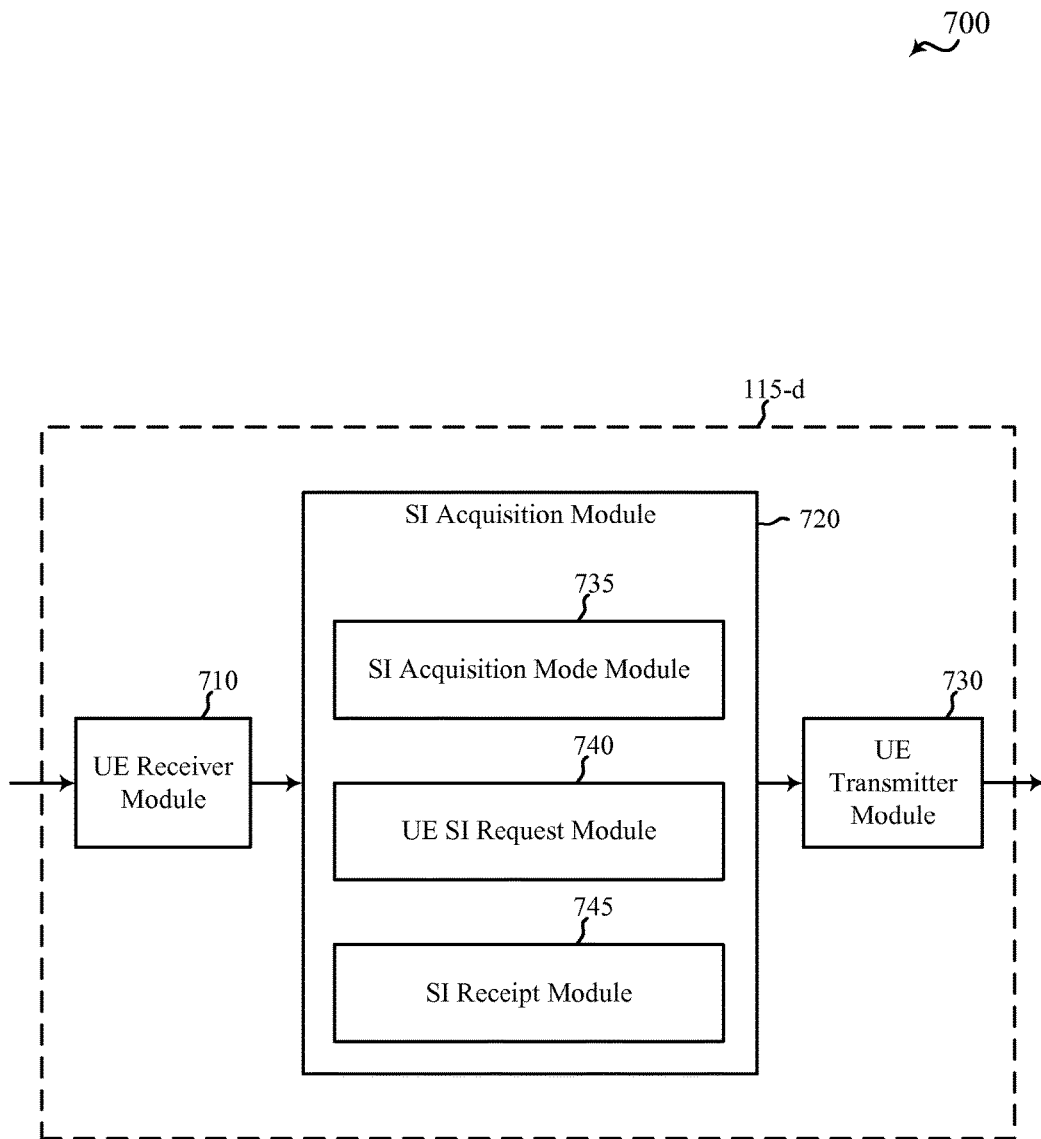 700
115-d
SI Acquisition Module
720
735
SI Acquisition Mode Module
710
UE Receiver
Module
740
UE SI Request Module
730
UE
Transmitter
Module
745
SI Receipt Module